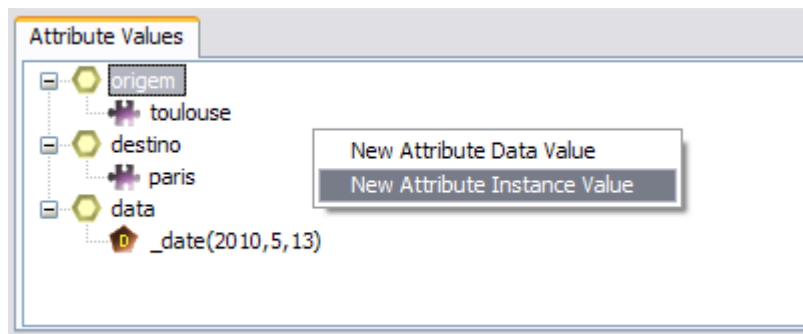 Attribute Values
origem
toulouse
destino
New Attribute Data Value
paris
New Attribute Instance Value
data
_date(2010,5,13)